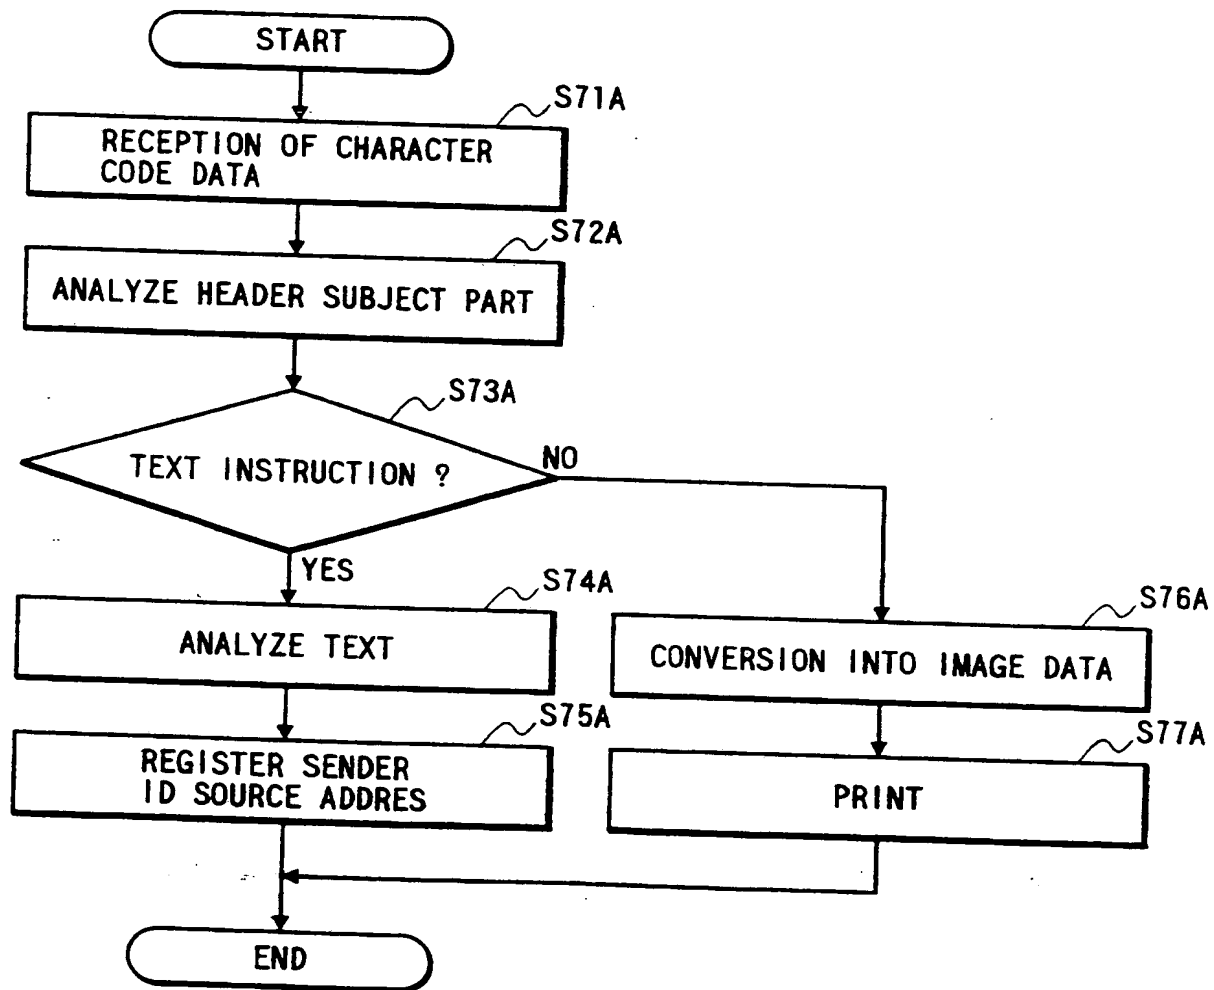 START
S71A
RECEPTION OF CHARACTER
CODE DATA
S72A
ANALYZE HEADER SUBJECT PART
S73A
TEXT INSTRUCTION ?
NO
YES
S74A
ANALYZE TEXT
S76A
CONVERSION INTO IMAGE DATA
S75A
REGISTER SENDER
ID SOURCE ADDRES
S77A
PRINT
END